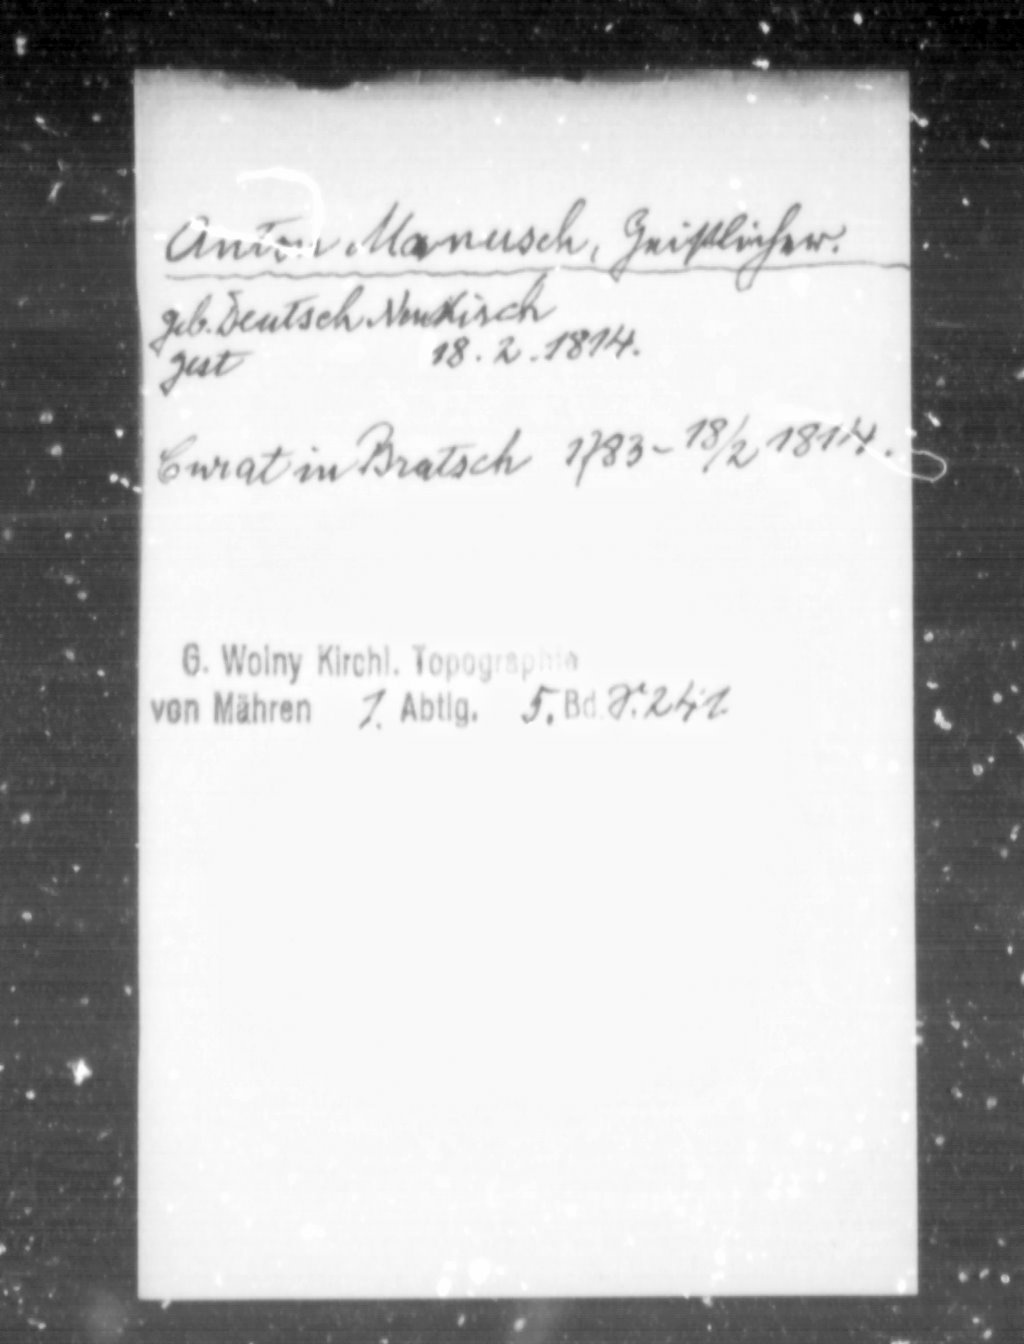 Anton Manusch, Geistlicher.
geb. Deutsch Neukirch
gest 18. 2. 1814.
Curat in Bratsch 1783 - 18/2 1814.
G. Wolny Kirchl. Topographie
von Mähren 1. Abtlg. 5. Bd. S. 241